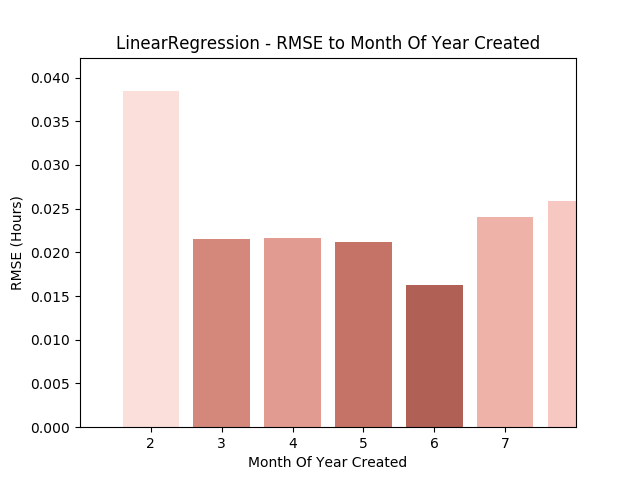 LinearRegression - RMSE to Month Of Year Created
0.040
0.035
0.030
0.025
0.020
0.015
0.010
0.005
0.000
RMSE (Hours)
2 3 4 5 6 7
Month Of Year Created